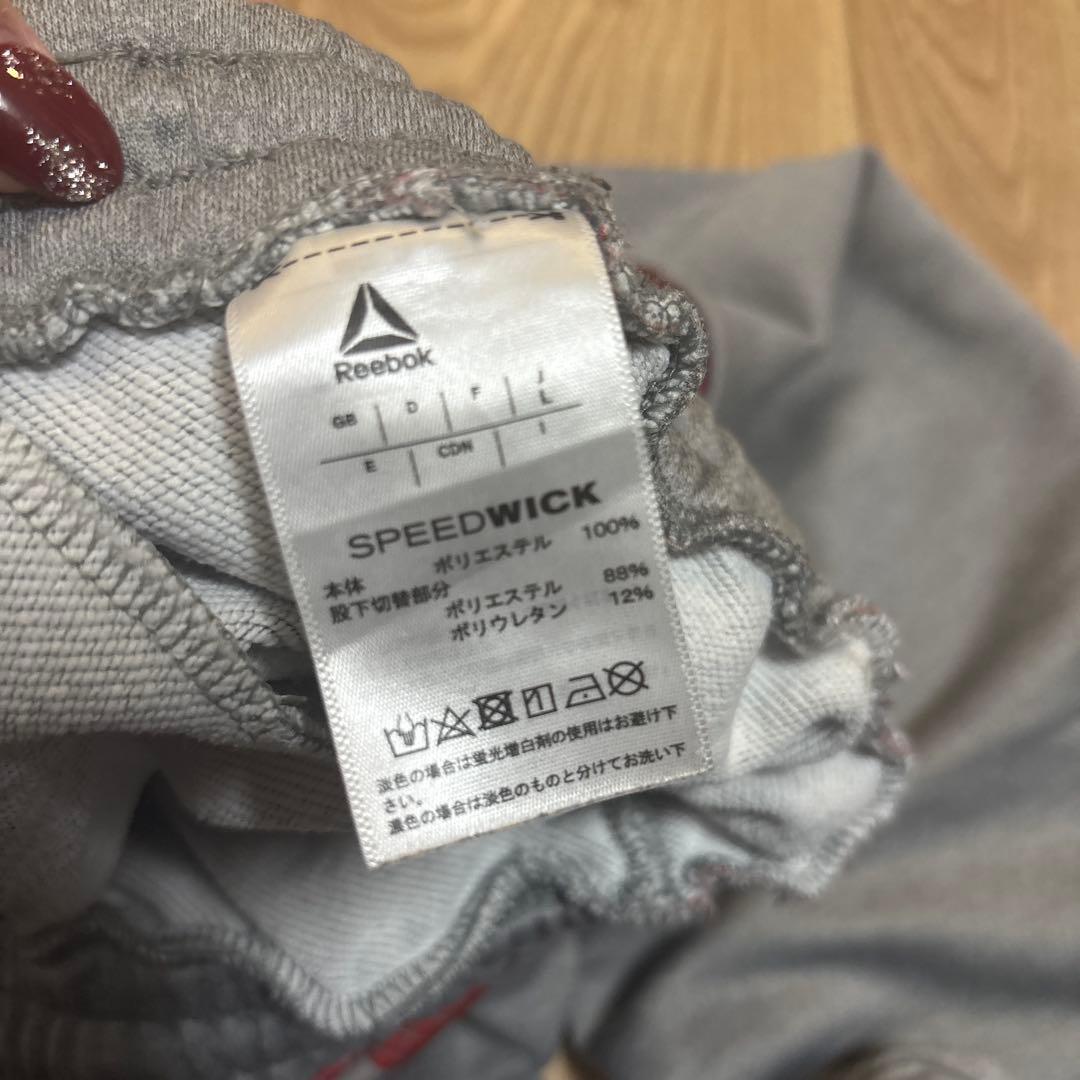 Reebok
GB D F J
L
E CDN I
SPEEDWICK
本体 ポリエステル 100%
股下切替部分 ポリエステル 88%
ポリウレタン 12%
淡色の場合は蛍光増白剤の使用はお避け下
さい。
濃色の場合は淡色のものと分けてお洗い下